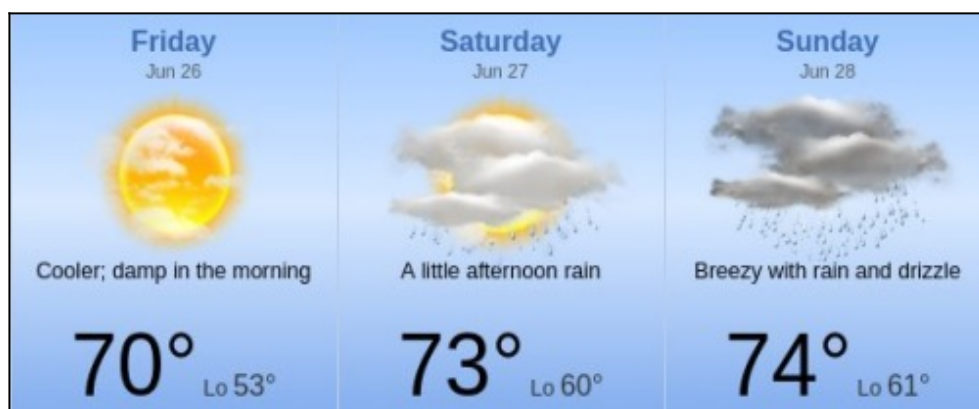 Friday
Jun 26
Cooler; damp in the morning
70° Lo 53°
Saturday
Jun 27
A little afternoon rain
73° Lo 60°
Sunday
Jun 28
Breezy with rain and drizzle
74° Lo 61°